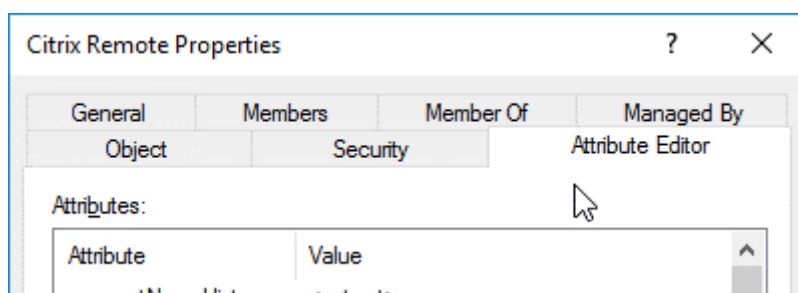 Citrix Remote Properties ? ×
General Members Member Of Managed By
Object Security Attribute Editor
Attributes:
Attribute Value